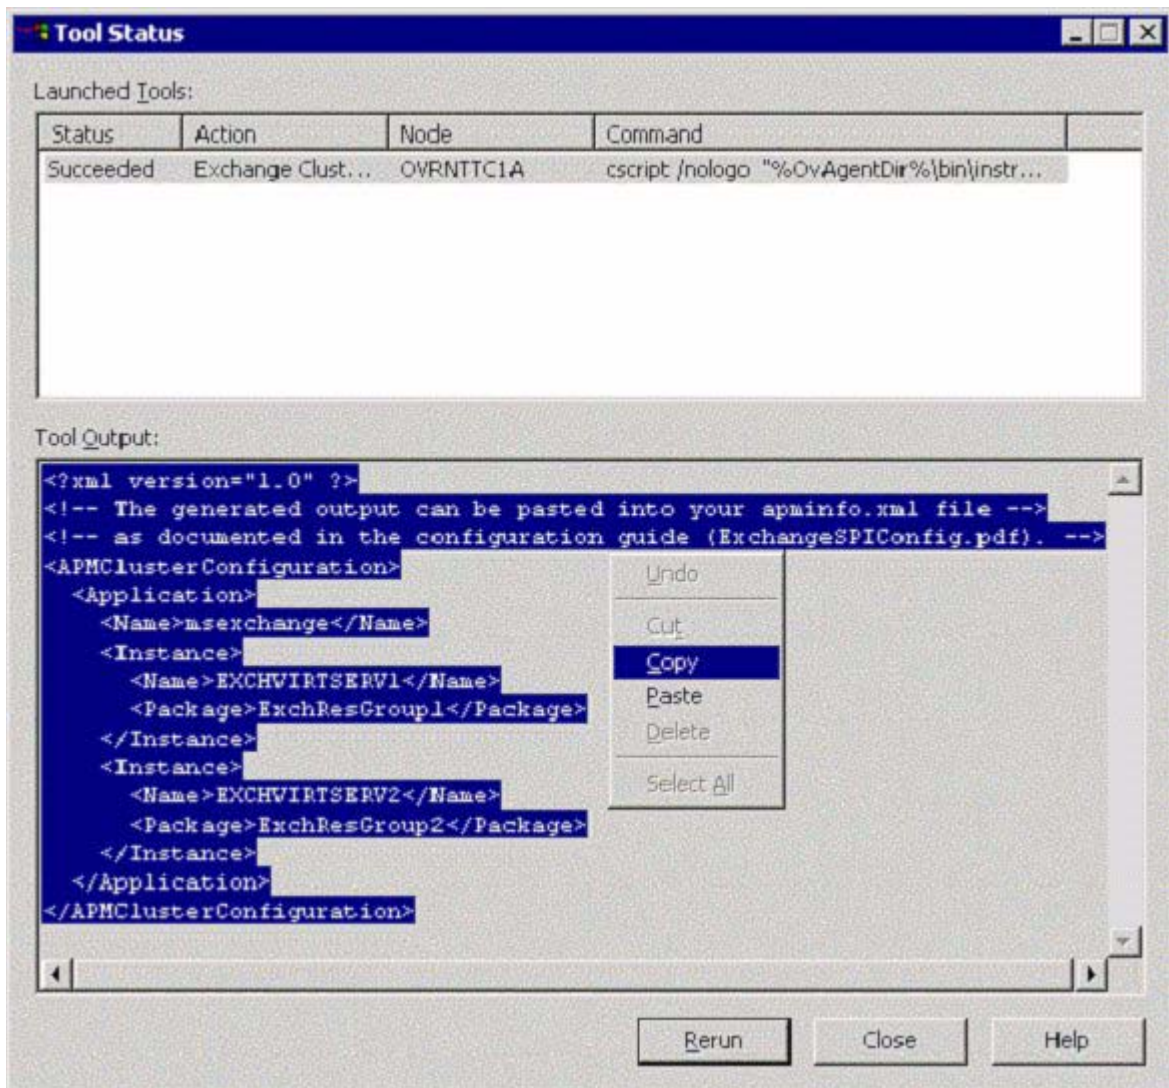 Tool Status
Launched Tools:
Status Action Node Command
Succeeded Exchange Clust... OVRNTTC1A cscript /nologo "%OvAgentDir%\bin\instr...
Tool Output:
<?xml version="1.0" ?>
<!-- The generated output can be pasted into your apminfo.xml file -->
<!-- as documented in the configuration guide (ExchangeSPIConfig.pdf). -->
<APMClusterConfiguration>
<Application>
<Name>msexchange</Name>
<Instance>
<Name>EXCHVIRTSERV1</Name>
<Package>ExchResGroup1</Package>
</Instance>
<Instance>
<Name>EXCHVIRTSERV2</Name>
<Package>ExchResGroup2</Package>
</Instance>
</Application>
</APMClusterConfiguration>
Undo
Cut
Copy
Paste
Delete
Select All
Rerun Close Help